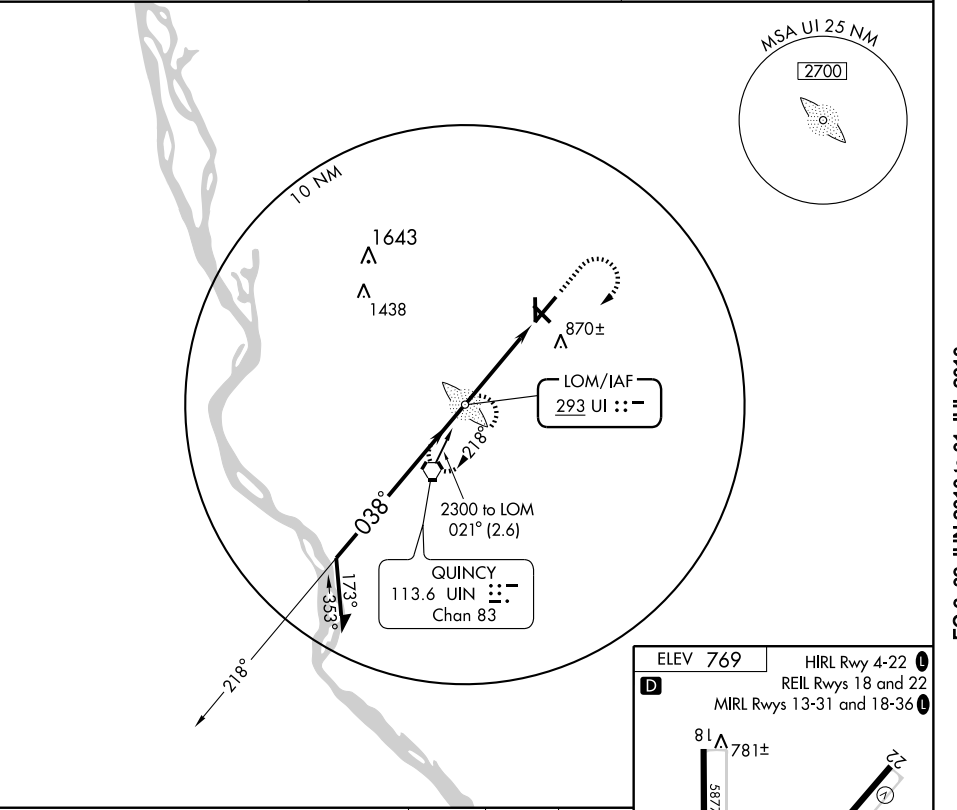 MSA UI 25 NM
2700
10 NM
1643
1438
870±
LOM/IAF
293 UI
218°
038°
2300 to LOM
021° (2.6)
QUINCY
113.6 UIN
Chan 83
173°
353°
218°
ELEV 769
HIRL Rwy 4-22 L
D
REIL Rwys 18 and 22
MIRL Rwys 13-31 and 18-36 L
18
781±
22
5877
V